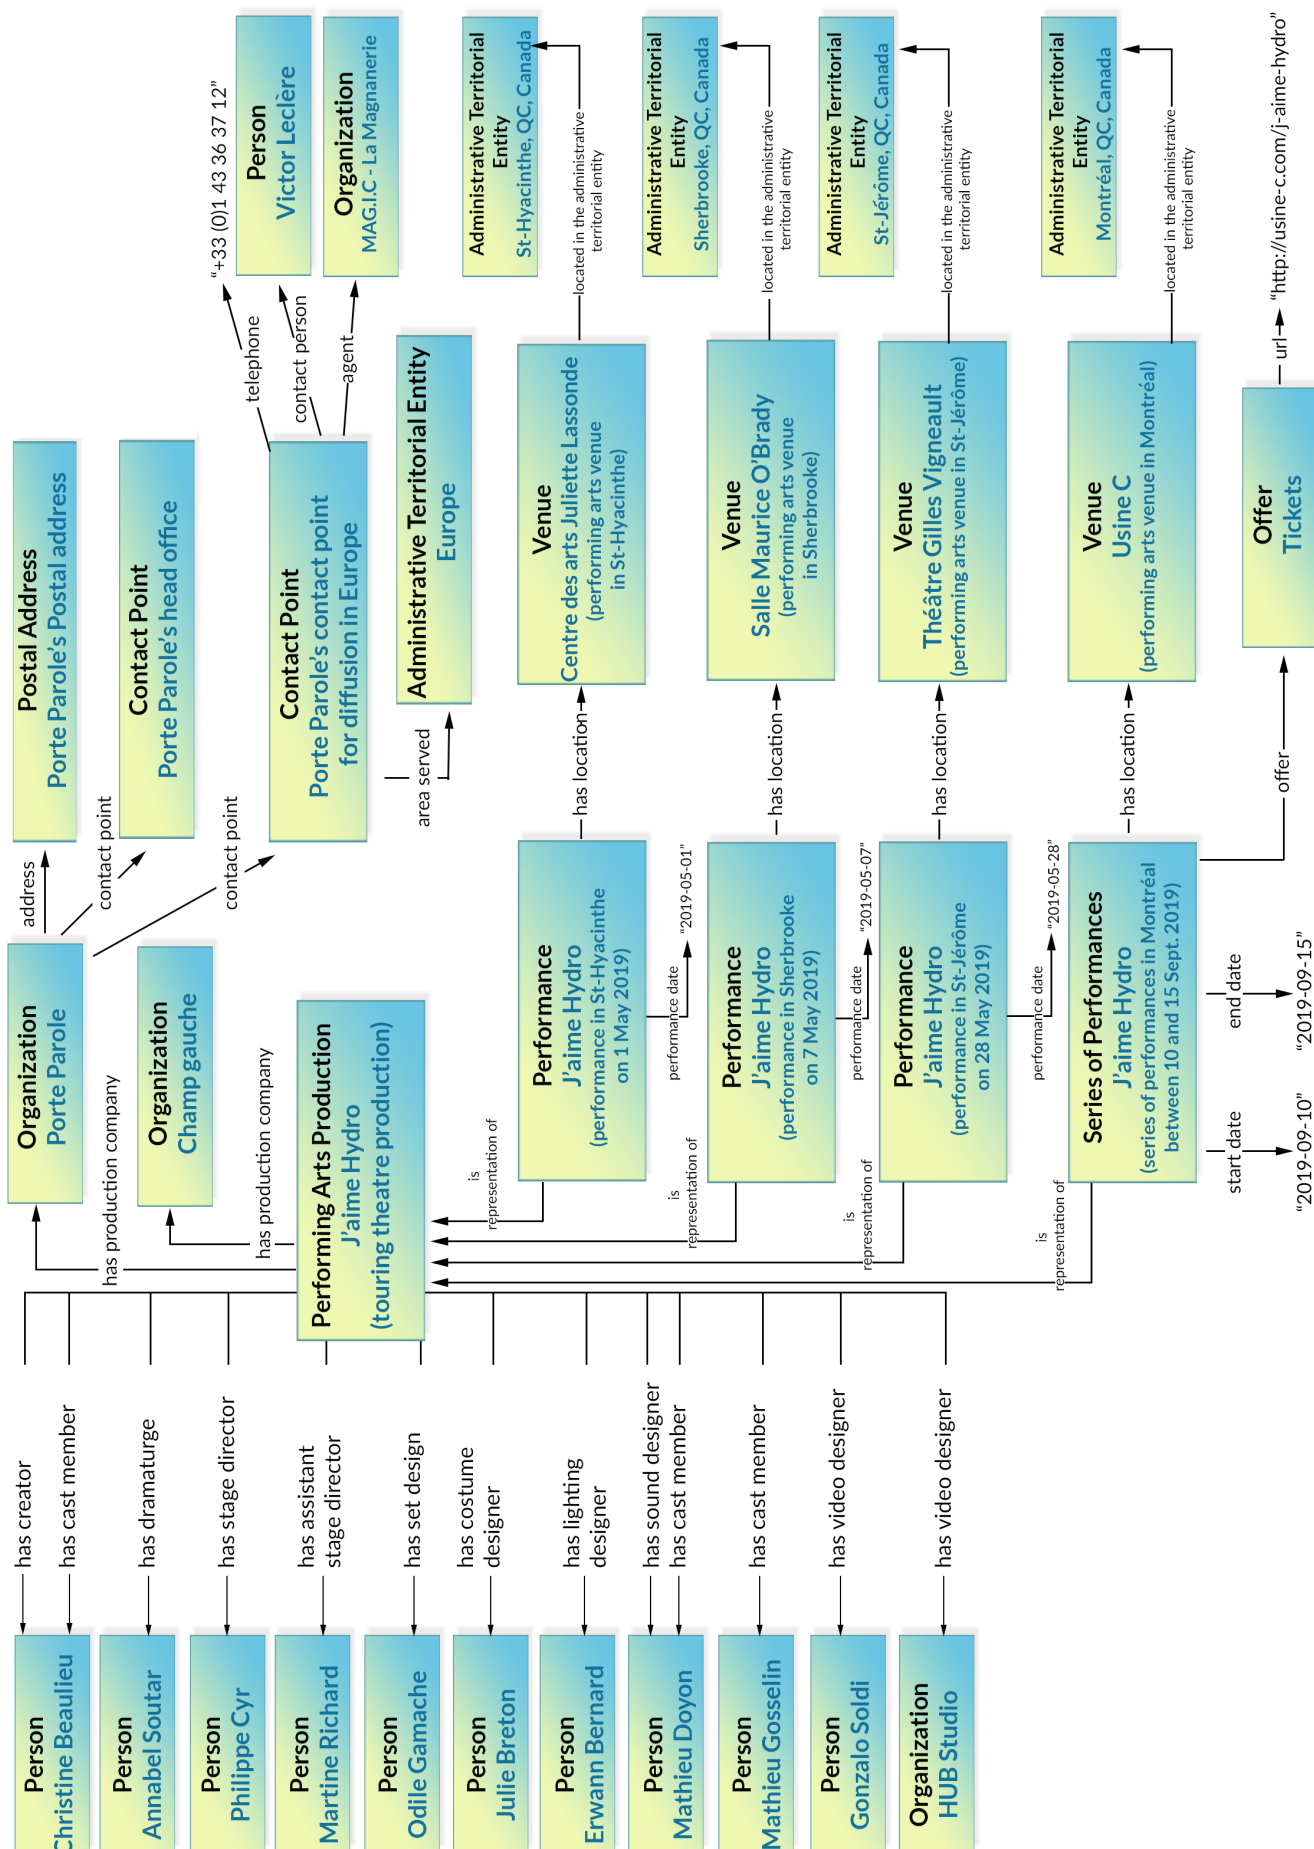 Person
Christine Beaulieu
Person
Annabel Soutar
Person
Philippe Cyr
Person
Martine Richard
Person
Odile Gamache
Person
Julie Breton
Person
Erwann Bernard
Person
Mathieu Doyon
Person
Mathieu Gosselin
Person
Gonzalo Soldi
Organization
HUB Studio
has creator
has cast member
has dramaturge
has stage director
has assistant
stage director
has set design
has costume
designer
has lighting
designer
has sound designer
has cast member
has cast member
has video designer
has video designer
Organization
Porte Parole
has production company
Organization
Champ gauche
has production company
Performing Arts Production
J'aime Hydro
(touring theatre production)
is
representation of
is
representation of
is
representation of
is
representation of
address
contact point
contact point
Postal Address
Porte Parole's Postal address
Contact Point
Porte Parole's head office
Contact Point
Porte Parole's contact point
for diffusion in Europe
area served
Administrative Territorial Entity
Europe
telephone
contact person
agent
“+33 (0)1 43 36 37 12”
Person
Victor Leclère
Organization
MAG.I.C - La Magnanerie
Performance
J'aime Hydro
(performance in St-Hyacinthe
on 1 May 2019)
performance date
“2019-05-01”
has location
Venue
Centre des arts Juliette Lassonde
(performing arts venue
in St-Hyacinthe)
located in the administrative
territorial entity
Administrative Territorial
Entity
St-Hyacinthe, QC, Canada
Performance
J'aime Hydro
(performance in Sherbrooke
on 7 May 2019)
performance date
“2019-05-07”
has location
Venue
Salle Maurice O'Brady
(performing arts venue
in Sherbrooke)
located in the administrative
territorial entity
Administrative Territorial
Entity
Sherbrooke, QC, Canada
Performance
J'aime Hydro
(performance in St-Jérôme
on 28 May 2019)
performance date
“2019-05-28”
has location
Venue
Théâtre Gilles Vigneault
(performing arts venue in St-Jérôme)
located in the administrative
territorial entity
Administrative Territorial
Entity
St-Jérôme, QC, Canada
Series of Performances
J'aime Hydro
(series of performances in Montréal
between 10 and 15 Sept. 2019)
start date
“2019-09-10”
end date
“2019-09-15”
has location
Venue
Usine C
(performing arts venue in Montréal)
located in the administrative
territorial entity
Administrative Territorial
Entity
Montréal, QC, Canada
offer
Offer
Tickets
url
“http://usine-c.com/j-aime-hydro”